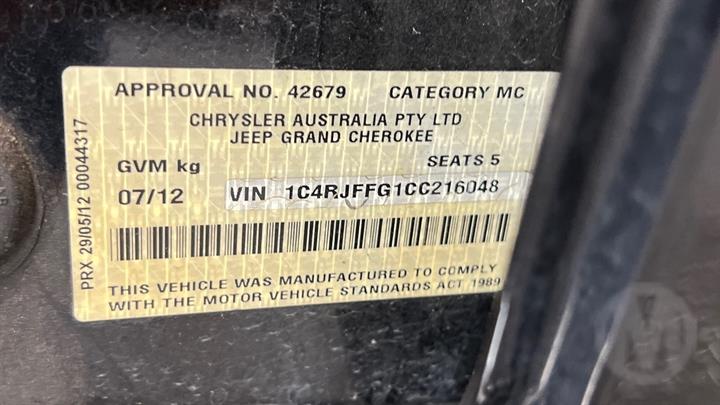 APPROVAL NO. 42679 CATEGORY MC
CHRYSLER AUSTRALIA PTY LTD
JEEP GRAND CHEROKEE
GVM kg SEATS 5
07/12 VIN 1C4RJFFG1CC216048
THIS VEHICLE WAS MANUFACTURED TO COMPLY
WITH THE MOTOR VEHICLE STANDARDS ACT 1989
PRX 29/05/12 00044317